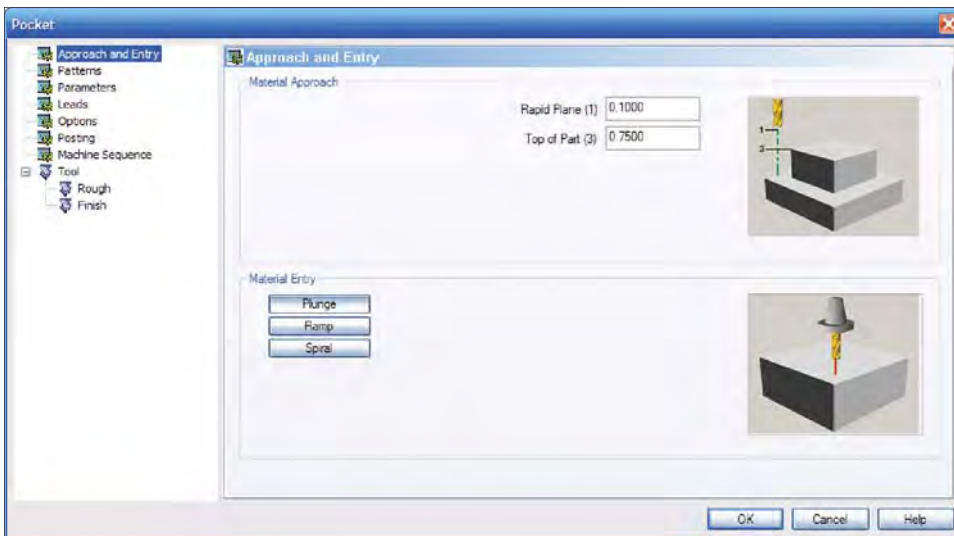 Pocket
Approach and Entry
Patterns
Parameters
Leads
Options
Posting
Machine Sequence
Tool
Rough
Finish
Approach and Entry
Material Approach
Rapid Plane (1) 0.1000
Top of Part (3) 0.7500
1
3
Material Entry
Plunge
Ramp
Spiral
OK Cancel Help